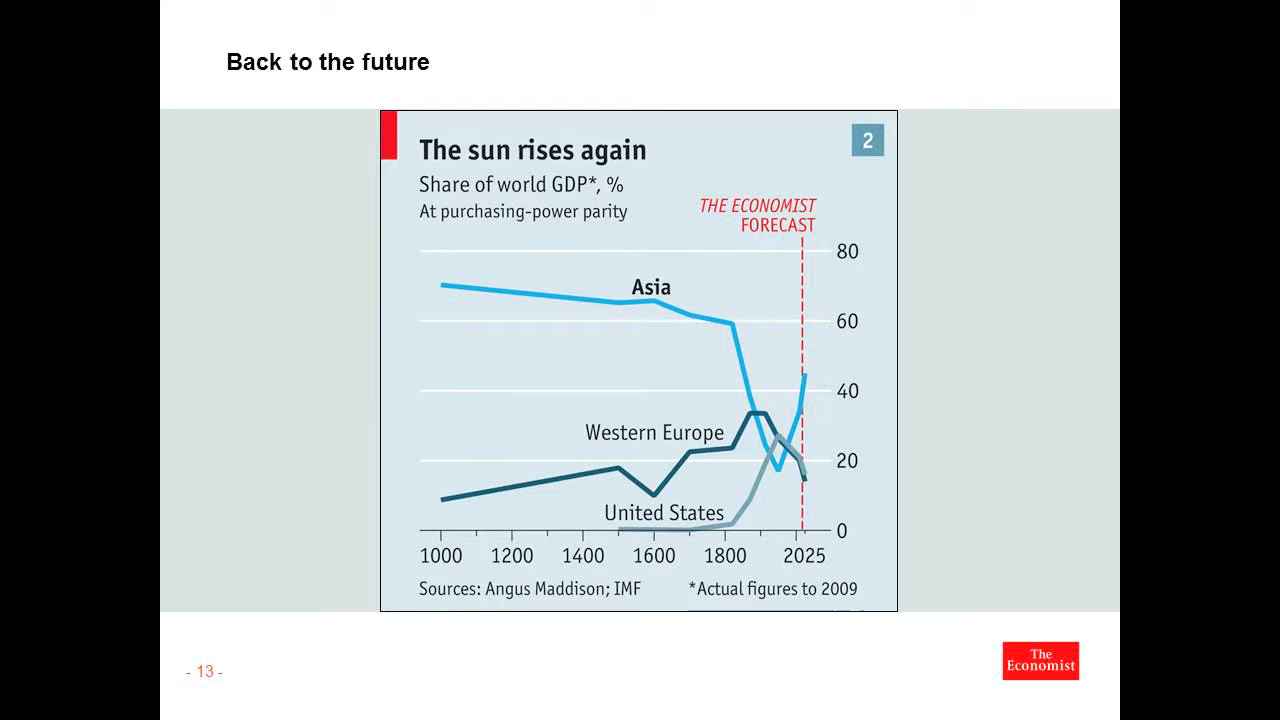 Back to the future
The sun rises again
2
Share of world GDP*, %
At purchasing-power parity
THE ECONOMIST
FORECAST
80
Asia
60
40
Western Europe
20
United States
0
1000 1200 1400 1600 1800 2025
Sources: Angus Maddison; IMF *Actual figures to 2009
- 13 -
The
Economist